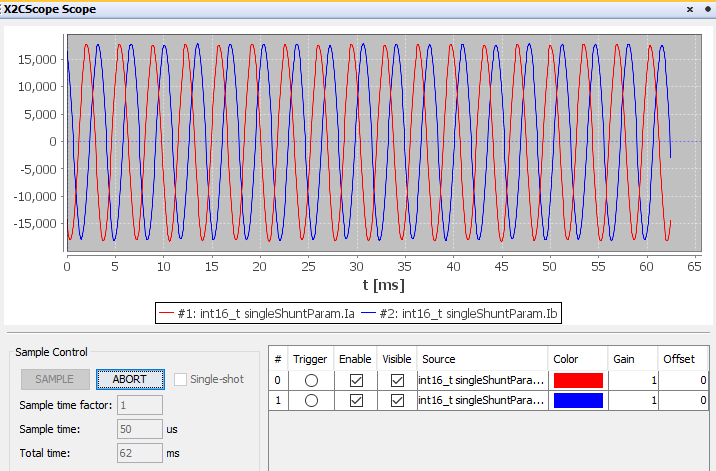 X2CScope Scope
15,000
10,000
5,000
0
-5,000
-10,000
-15,000
0 5 10 15 20 25 30 35 40 45 50 55 60 65
t [ms]
#1: int16_t singleShuntParam.Ia #2: int16_t singleShuntParam.Ib
Sample Control
SAMPLE ABORT Single-shot
Sample time factor: 1
Sample time: 50 us
Total time: 62 ms
# Trigger Enable Visible Source Color Gain Offset
0 int16_t singleShuntPara... 1 0
1 int16_t singleShuntPara... 1 0